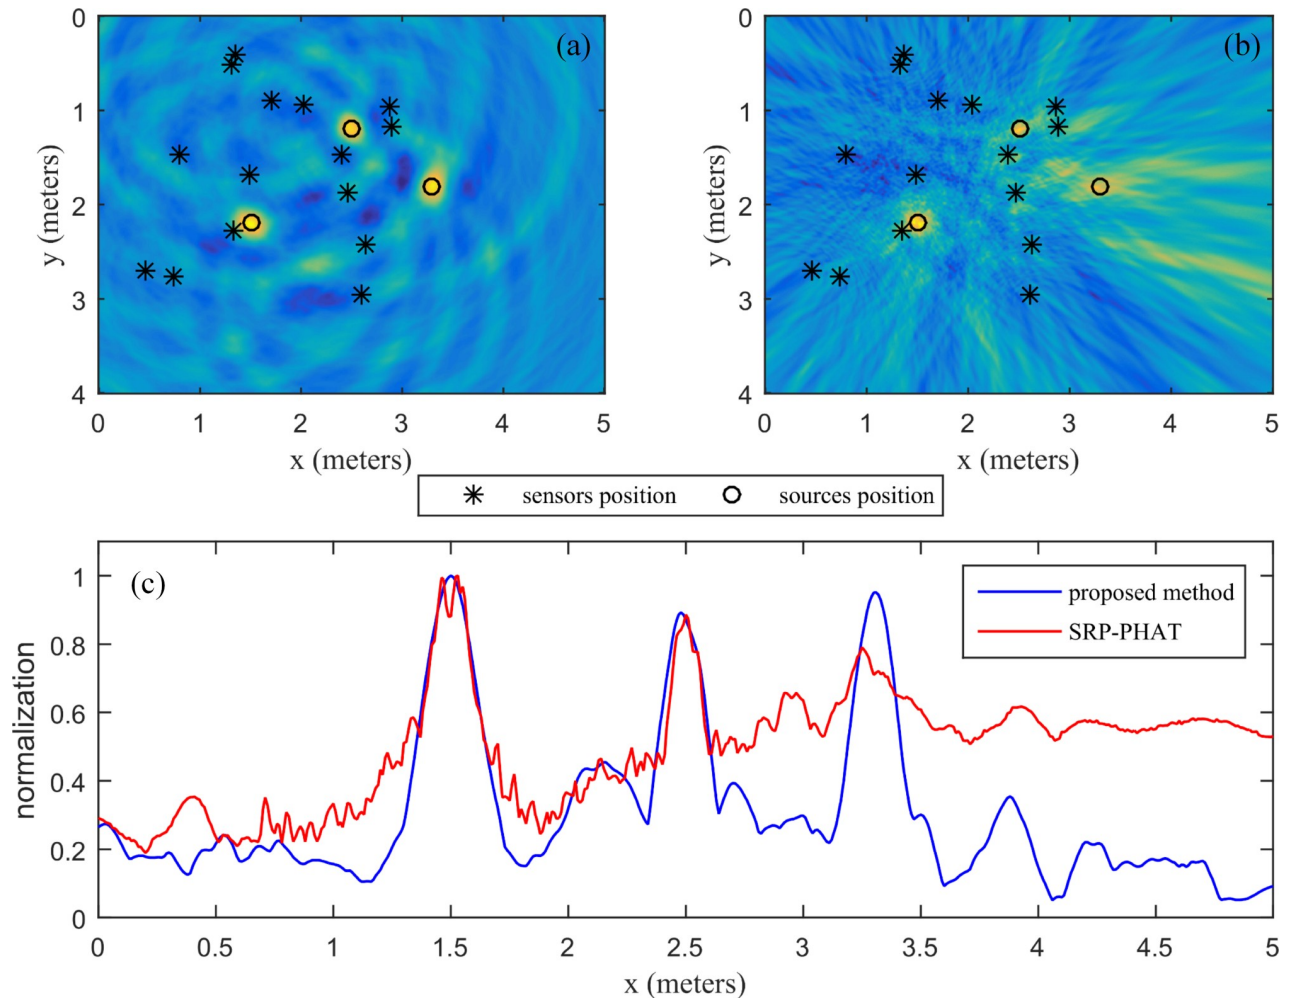 (a)
0
1
2
3
4
y (meters)
0 1 2 3 4 5
x (meters)
(b)
0
1
2
3
4
y (meters)
0 1 2 3 4 5
x (meters)
sensors position sources position
(c)
proposed method
SRP-PHAT
1
0.8
0.6
0.4
0.2
0
normalization
0 0.5 1 1.5 2 2.5 3 3.5 4 4.5 5
x (meters)